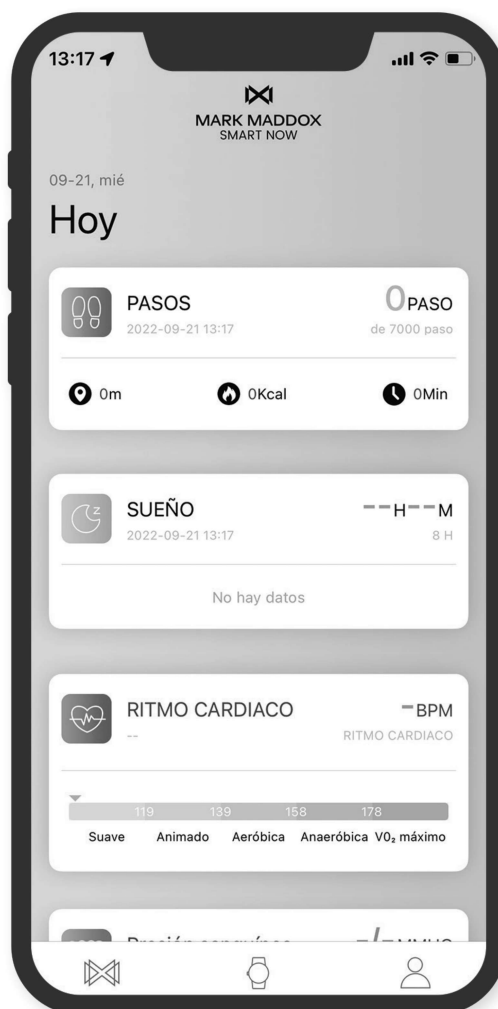 13:17
MARK MADDOX
SMART NOW
09-21, mié
Hoy
PASOS
0 PASO
2022-09-21 13:17
de 7000 paso
0m
0Kcal
0Min
SUEÑO
--H--M
2022-09-21 13:17
8 H
No hay datos
RITMO CARDIACO
-BPM
--
RITMO CARDIACO
119 139 158 178
Suave Animado Aeróbica Anaeróbica V0₂ máximo
-/-